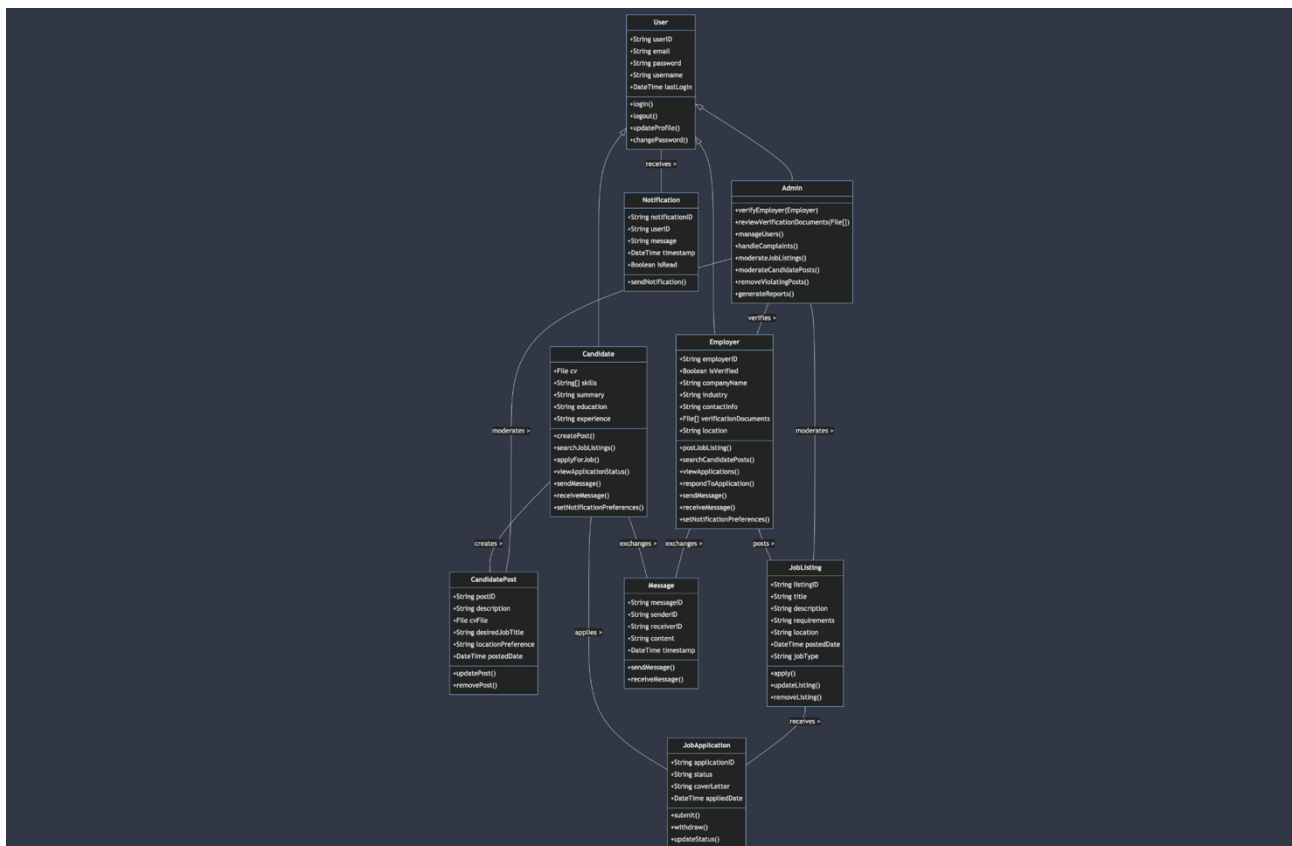 User
+String userID
+String email
+String password
+String username
+DateTime lastLogin
+login()
+logout()
+updateProfile()
+changePassword()
receives >
Notification
+String notificationID
+String userID
+String message
+DateTime timestamp
+Boolean isRead
+sendNotification()
Admin
+verifyEmployer(Employer)
+reviewVerificationDocuments(File[])
+manageUsers()
+handleComplaints()
+moderateJobListings()
+moderateCandidatePosts()
+removeViolatingPosts()
+generateReports()
verifies >
Candidate
+File cv
+String[] skills
+String summary
+String education
+String experience
+createPost()
+searchJobListings()
+applyForJob()
+viewApplicationStatus()
+sendMessage()
+receiveMessage()
+setNotificationPreferences()
Employer
+String employerID
+Boolean isVerified
+String companyName
+String industry
+String contactInfo
+File[] verificationDocuments
+String location
+postJobListing()
+searchCandidatePosts()
+viewApplications()
+respondToApplication()
+sendMessage()
+receiveMessage()
+setNotificationPreferences()
moderates >
moderates >
creates >
exchanges >
exchanges >
posts >
CandidatePost
+String postID
+String description
+File cvFile
+String desiredJobTitle
+String locationPreference
+DateTime postedDate
+updatePost()
+removePost()
applies >
Message
+String messageID
+String senderID
+String receiverID
+String content
+DateTime timestamp
+sendMessage()
+receiveMessage()
JobListing
+String listingID
+String title
+String description
+String requirements
+String location
+DateTime postedDate
+String jobType
+apply()
+updateListing()
+removeListing()
receives >
JobApplication
+String applicationID
+String status
+String coverLetter
+DateTime appliedDate
+submit()
+withdraw()
+updateStatus()